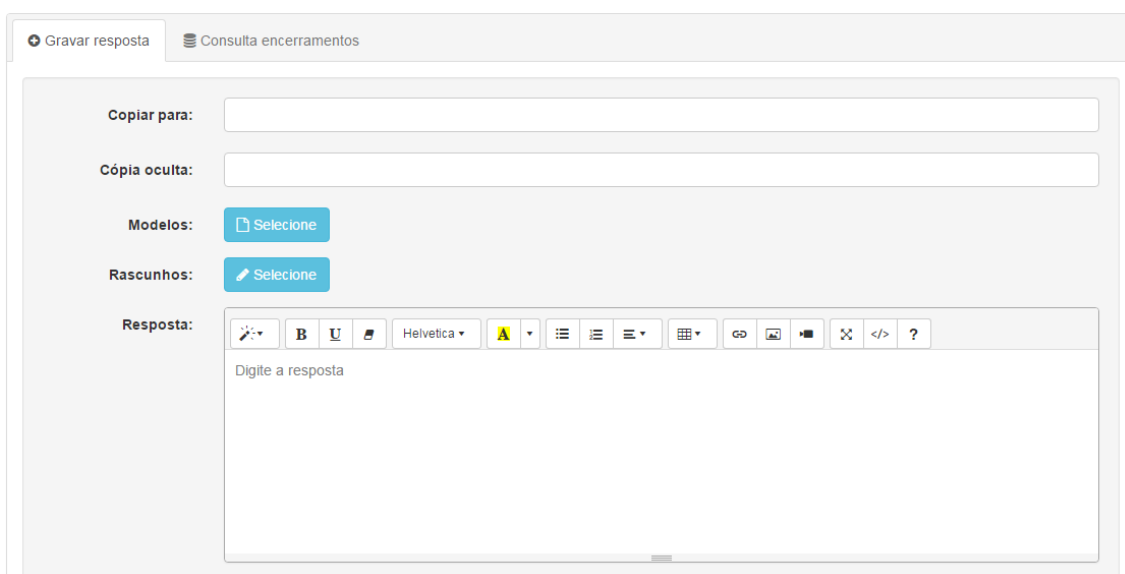 Gravar resposta
Consulta encerramentos
Copiar para:
Cópia oculta:
Modelos:
Selecione
Rascunhos:
Selecione
Resposta:
B U Helvetica A </> ?
Digite a resposta